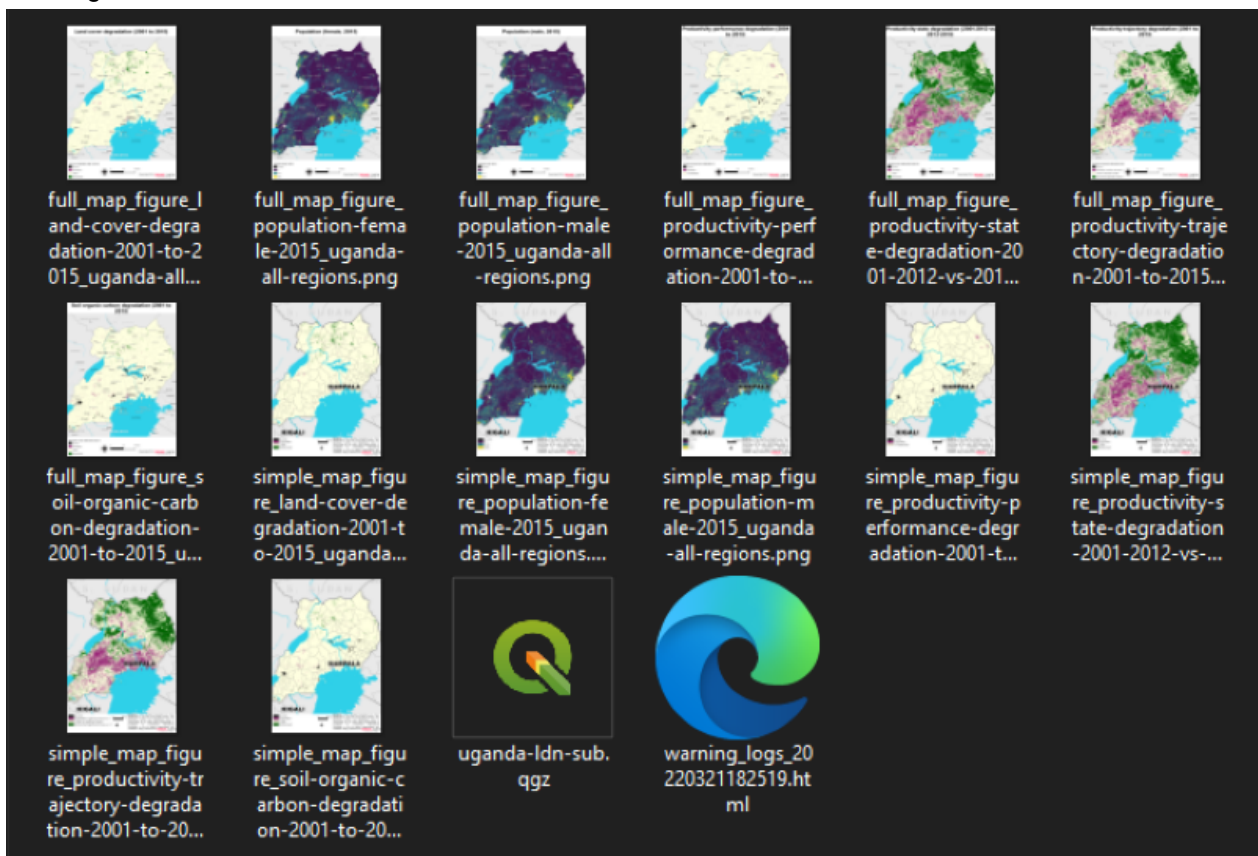 full_map_figure_l
and-cover-degra
dation-2001-to-2
015_uganda-all...
full_map_figure_
population-fema
le-2015_uganda-
all-regions.png
full_map_figure_
population-male
-2015_uganda-all
-regions.png
full_map_figure_
productivity-perf
ormance-degrad
ation-2001-to-...
full_map_figure_
productivity-stat
e-degradation-20
01-2012-vs-201...
full_map_figure_
productivity-traje
ctory-degradatio
n-2001-to-2015...
full_map_figure_s
oil-organic-carb
on-degradation-
2001-to-2015_u...
simple_map_figu
re_land-cover-de
gradation-2001-t
o-2015_uganda...
simple_map_figu
re_population-fe
male-2015_ugan
da-all-regions....
simple_map_figu
re_population-m
ale-2015_uganda
-all-regions.png
simple_map_figu
re_productivity-p
erformance-degr
adation-2001-t...
simple_map_figu
re_productivity-s
tate-degradation
-2001-2012-vs-...
simple_map_figu
re_productivity-tr
ajectory-degrada
tion-2001-to-20...
simple_map_figu
re_soil-organic-c
arbon-degradati
on-2001-to-20...
uganda-ldn-sub.
qgz
warning_logs_20
220321182519.ht
ml